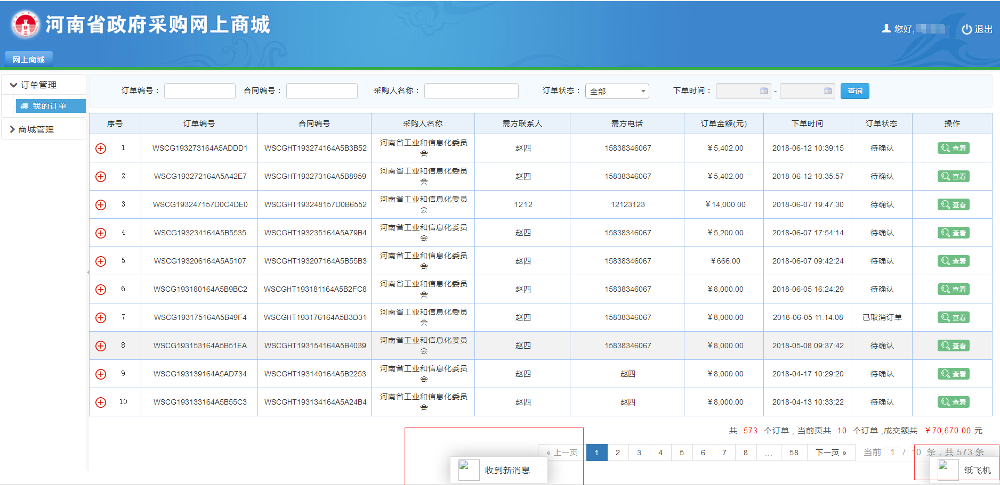 河南省政府采购网上商城
您好,
退出
网上商城
订单管理
我的订单
商城管理
订单编号： 合同编号： 采购人名称： 订单状态： 全部 下单时间： - 查询
序号 订单编号 合同编号 采购人名称 需方联系人 需方电话 订单金额(元) 下单时间 订单状态 操作
1 WSCG193273164A5ADDD1 WSCGHT193274164A5B3B52 河南省工业和信息化委员会 赵四 15838346067 ¥5,402.00 2018-06-12 10:39:15 待确认 查看
2 WSCG193272164A5A42E7 WSCGHT193273164A5B8959 河南省工业和信息化委员会 赵四 15838346067 ¥5,402.00 2018-06-12 10:35:57 待确认 查看
3 WSCG193247157D0C4DE0 WSCGHT193248157D0B6552 河南省工业和信息化委员会 1212 12123123 ¥14,000.00 2018-06-07 19:47:30 待确认 查看
4 WSCG193234164A5B5535 WSCGHT193235164A5A79B4 河南省工业和信息化委员会 赵四 15838346067 ¥5,200.00 2018-06-07 17:54:14 待确认 查看
5 WSCG193206164A5A5107 WSCGHT193207164A5B55B3 河南省工业和信息化委员会 赵四 15838346067 ¥666.00 2018-06-07 09:42:24 待确认 查看
6 WSCG193180164A5B9BC2 WSCGHT193181164A5B2FC8 河南省工业和信息化委员会 赵四 15838346067 ¥8,000.00 2018-06-05 16:24:29 待确认 查看
7 WSCG193175164A5B49F4 WSCGHT193176164A5B3D31 河南省工业和信息化委员会 赵四 15838346067 ¥8,000.00 2018-06-05 11:14:08 已取消订单 查看
8 WSCG193153164A5B51EA WSCGHT193154164A5B4039 河南省工业和信息化委员会 赵四 15838346067 ¥8,000.00 2018-05-08 09:37:42 待确认 查看
9 WSCG193139164A5AD734 WSCGHT193140164A5B2253 河南省工业和信息化委员会 赵四 赵四 ¥8,000.00 2018-04-17 10:29:20 待确认 查看
10 WSCG193133164A5B55C3 WSCGHT193134164A5A24B4 河南省工业和信息化委员会 赵四 赵四 ¥8,000.00 2018-04-13 10:33:22 待确认 查看
共 573 个订单 , 当前页共 10 个订单 ,成交额共 ¥70,670.00 元
« 上一页 1 2 3 4 5 6 7 8 ... 58 下一页 » 当前 1 / 10 条，共 573 条
收到新消息
纸飞机